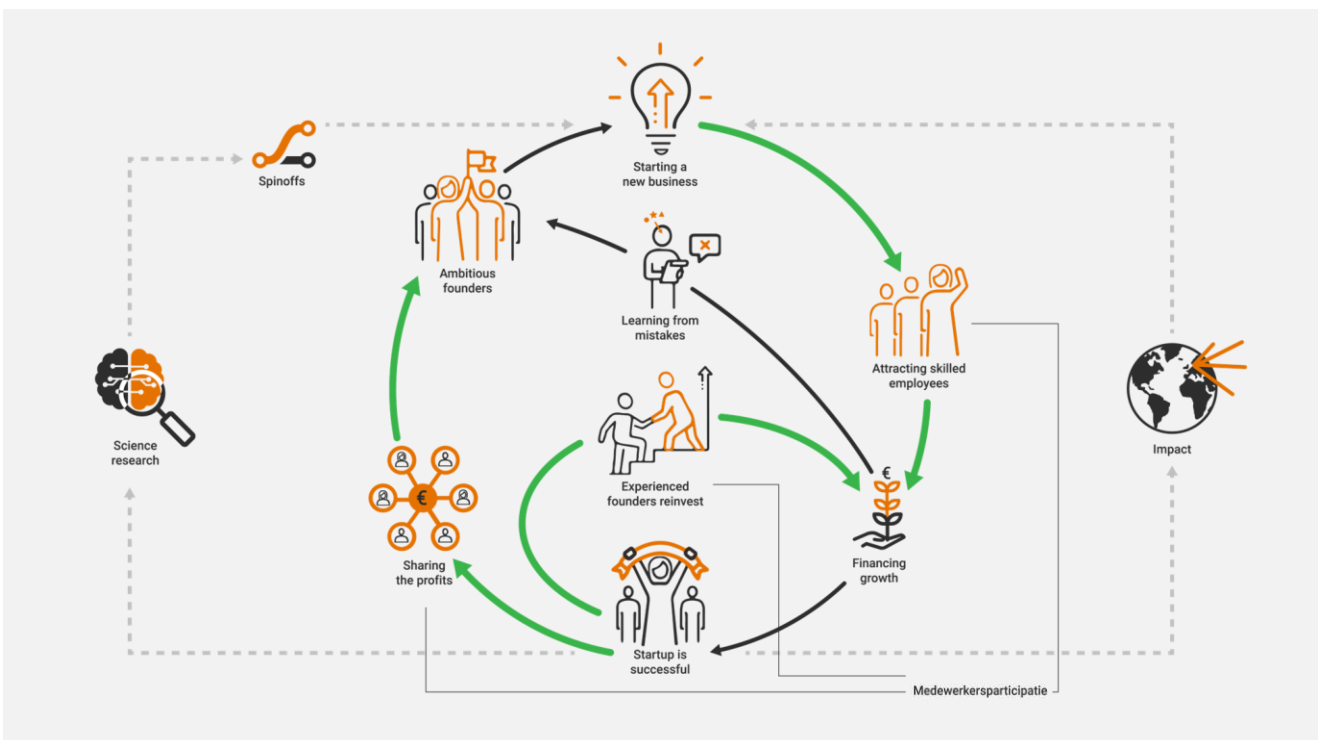 Starting a
new business
Spinoffs
Ambitious
founders
Learning from
mistakes
Attracting skilled
employees
Science
research
Impact
Experienced
founders reinvest
€
€
Sharing
the profits
Financing
growth
Startup is
successful
Medewerkersparticipatie